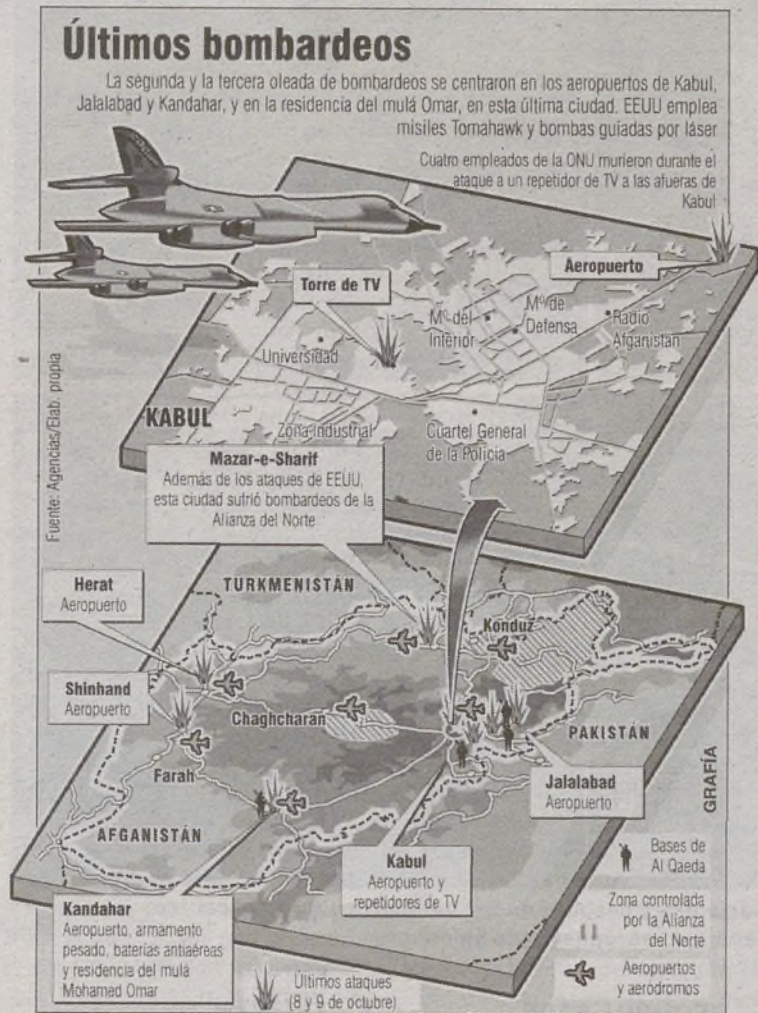 Últimos bombardeos
La segunda y la tercera oleada de bombardeos se centraron en los aeropuertos de Kabul,
Jalalabad y Kandahar, y en la residencia del mulá Omar, en esta última ciudad. EEUU emplea
misiles Tomahawk y bombas guiadas por láser
Cuatro empleados de la ONU murieron durante el
ataque a un repetidor de TV a las afueras de
Kabul
Aeropuerto
Torre de TV
Mº del
Interior
Mº de
Defensa
Radio
Afganistán
Universidad
KABUL
Zona Industrial
Cuartel General
de la Policía
Fuente: Agencias/Elab. propia
Mazar-e-Sharif
Además de los ataques de EEUU,
esta ciudad sufrió bombardeos de la
Alianza del Norte
TURKMENISTÁN
Herat
Aeropuerto
Konduz
Shinhand
Aeropuerto
Chaghcharan
PAKISTÁN
Farah
Jalalabad
Aeropuerto
AFGANISTÁN
Kabul
Aeropuerto y
repetidores de TV
Kandahar
Aeropuerto, armamento
pesado, baterías antiaéreas
y residencia del mulá
Mohamed Omar
Últimos ataques
(8 y 9 de octubre)
Bases de
Al Qaeda
Zona controlada
por la Alianza
del Norte
Aeropuertos
y aeródromos
GRAFÍA